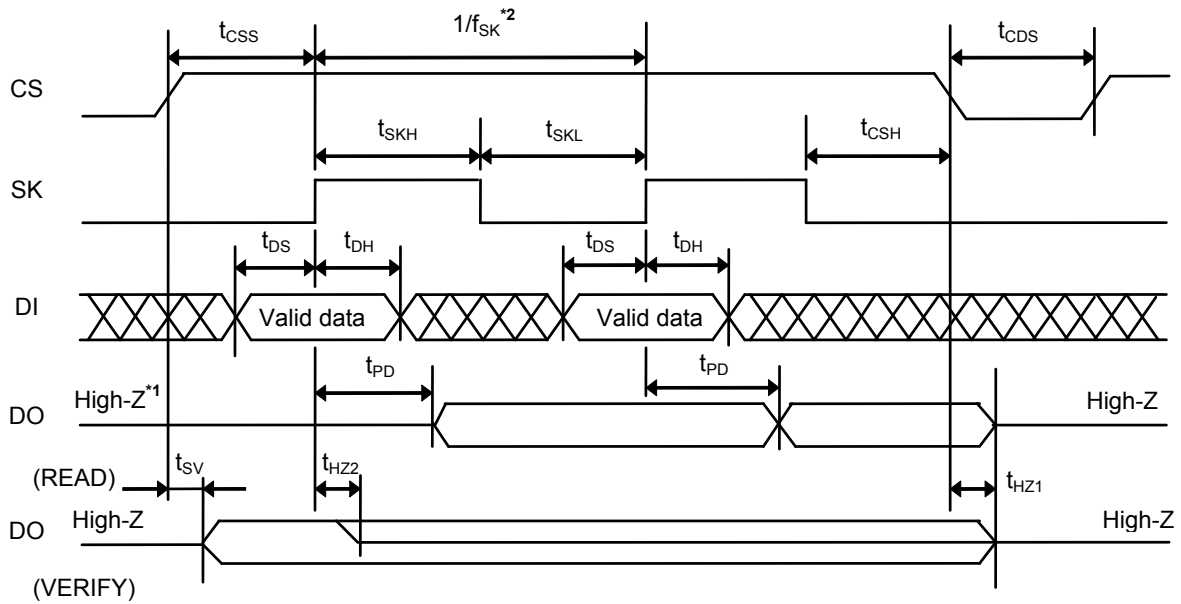 tCSS 1/fSK*2 tCDS
CS
tSKH tSKL tCSH
SK
tDS tDH tDS tDH
DI Valid data Valid data
tPD tPD
High-Z*1 High-Z
DO
(READ) tSV tHZ2 tHZ1
DO High-Z High-Z
(VERIFY)